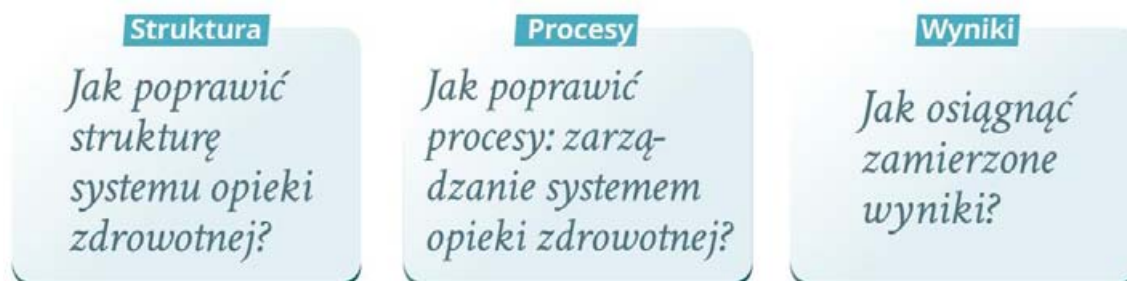 Struktura
Jak poprawić
strukturę
systemu opieki
zdrowotnej?
Procesy
Jak poprawić
procesy: zarzą-
dzanie systemem
opieki zdrowotnej?
Wyniki
Jak osiągnąć
zamierzone
wyniki?